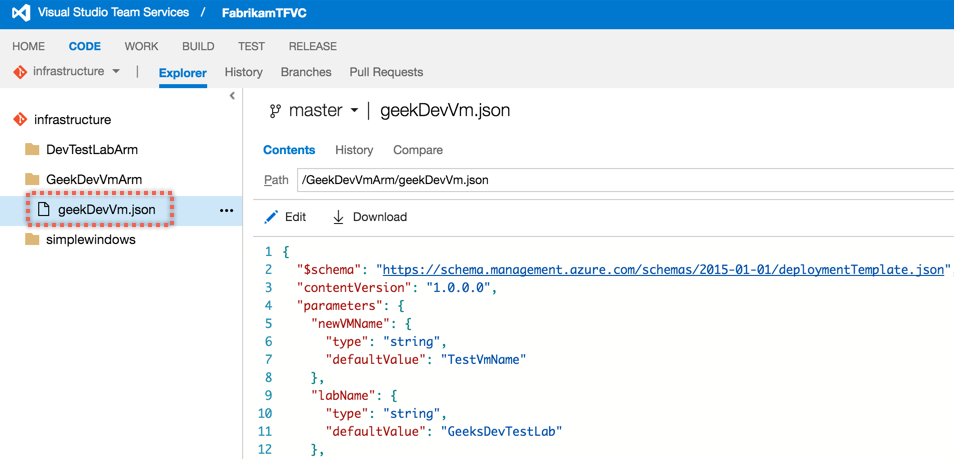 Visual Studio Team Services / FabrikamTFVC
HOME CODE WORK BUILD TEST RELEASE
infrastructure | Explorer History Branches Pull Requests
infrastructure
DevTestLabArm
GeekDevVmArm
geekDevVm.json ...
simplewindows
master | geekDevVm.json
Contents History Compare
Path /GeekDevVmArm/geekDevVm.json
Edit Download
1 {
2 "$schema": "https://schema.management.azure.com/schemas/2015-01-01/deploymentTemplate.json"
3 "contentVersion": "1.0.0.0",
4 "parameters": {
5 "newVMName": {
6 "type": "string",
7 "defaultValue": "TestVmName"
8 },
9 "labName": {
10 "type": "string",
11 "defaultValue": "GeeksDevTestLab"
12 },